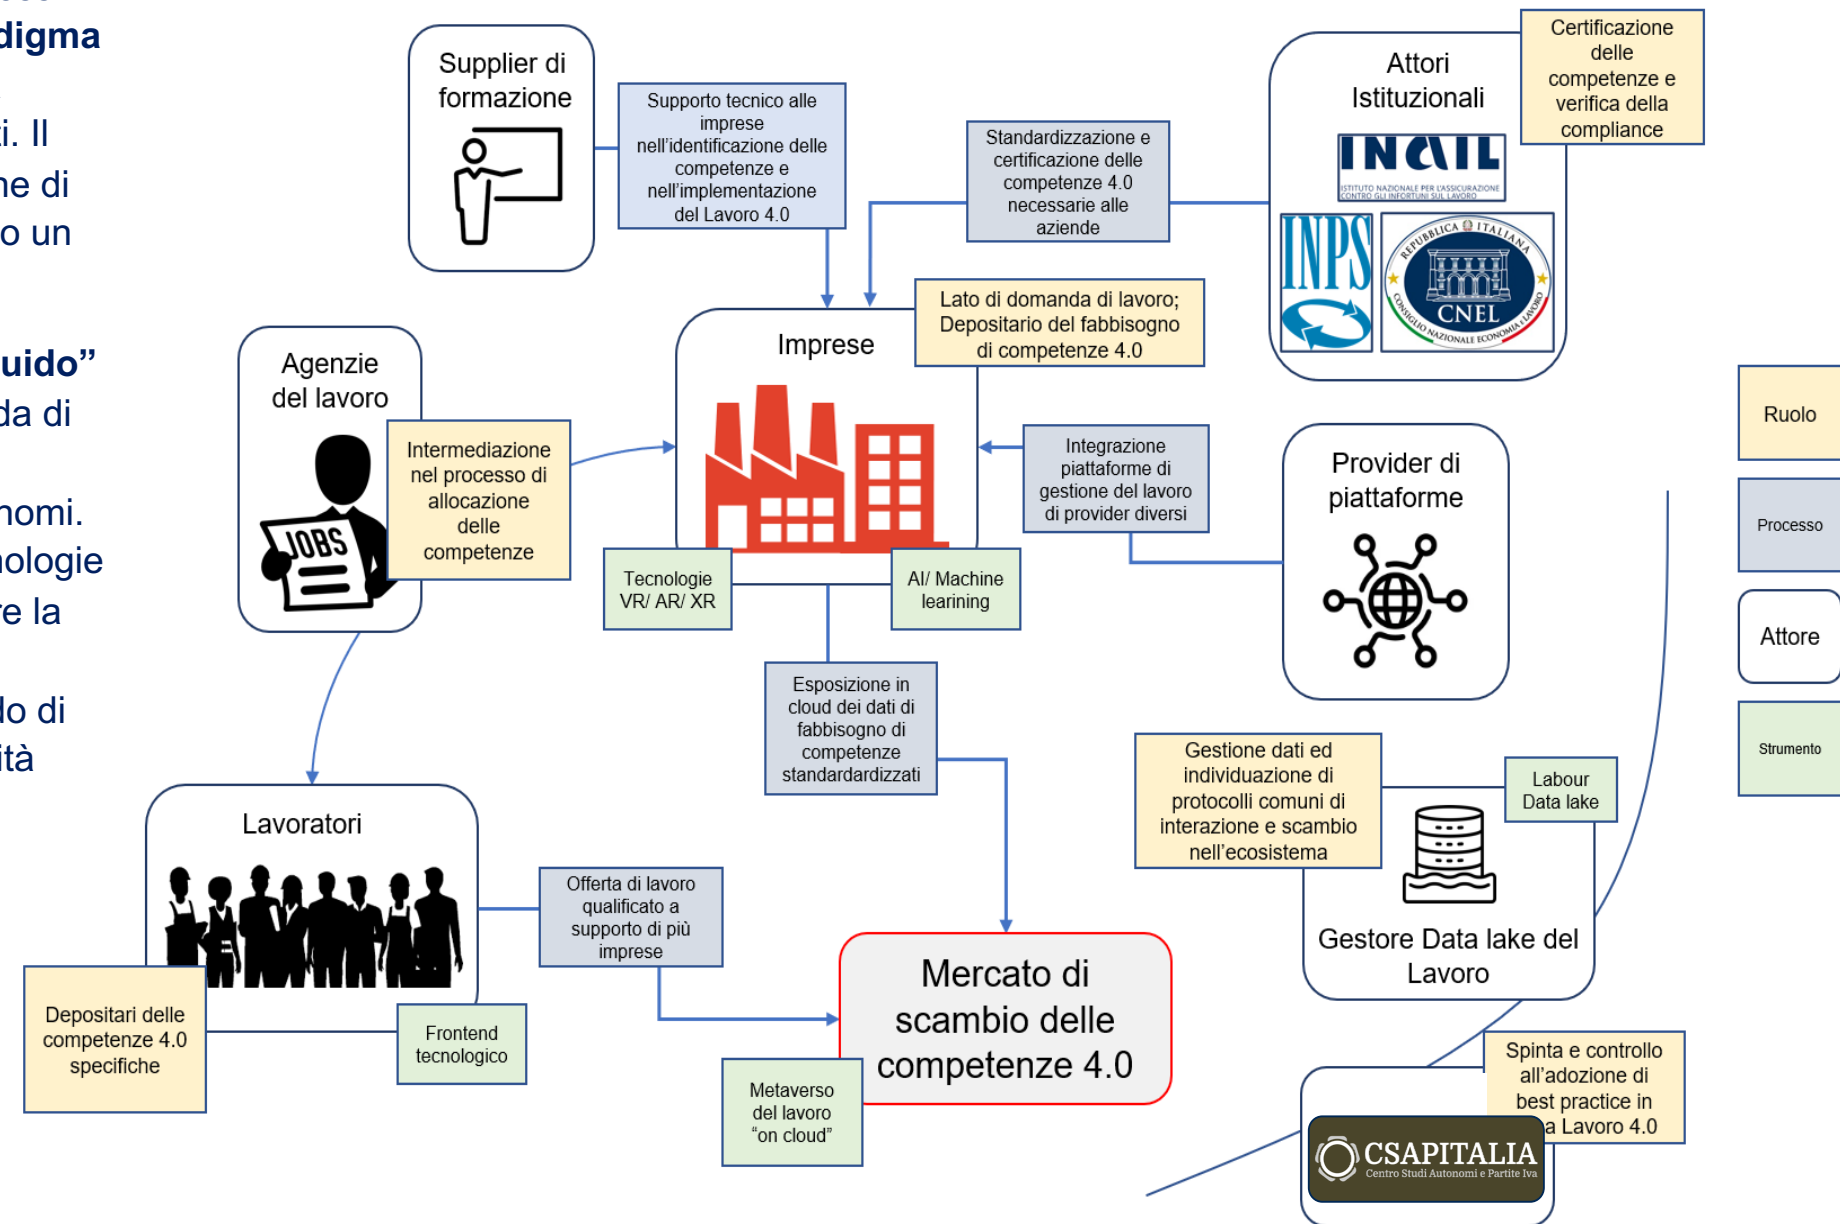 digma
i. Il
ne di
o un
uido”
da di
nomi.
nologie
re la
do di
ità
Supplier di
formazione
Supporto tecnico alle
imprese
nell'identificazione delle
competenze e
nell'implementazione
del Lavoro 4.0
Standardizzazione e
certificazione delle
competenze 4.0
necessarie alle
aziende
Attori
Istituzionali
Certificazione
delle
competenze e
verifica della
compliance
INAIL
ISTITUTO NAZIONALE PER L'ASSICURAZIONE
CONTRO GLI INFORTUNI SUL LAVORO
INPS
REPUBBLICA ITALIANA
CNEL
CONSIGLIO NAZIONALE ECONOMIA E LAVORO
Agenzie
del lavoro
JOBS
Intermediazione
nel processo di
allocazione
delle
competenze
Imprese
Lato di domanda di lavoro;
Depositario del fabbisogno
di competenze 4.0
Tecnologie
VR/ AR/ XR
AI/ Machine
learining
Integrazione
piattaforme di
gestione del lavoro
di provider diversi
Provider di
piattaforme
Ruolo
Processo
Attore
Strumento
Esposizione in
cloud dei dati di
fabbisogno di
competenze
standardardizzati
Gestione dati ed
individuazione di
protocolli comuni di
interazione e scambio
nell'ecosistema
Labour
Data lake
Gestore Data lake del
Lavoro
Lavoratori
Depositari delle
competenze 4.0
specifiche
Frontend
tecnologico
Offerta di lavoro
qualificato a
supporto di più
imprese
Mercato di
scambio delle
competenze 4.0
Metaverso
del lavoro
“on cloud”
Spinta e controllo
all'adozione di
best practice in
a Lavoro 4.0
CSAPITALIA
Centro Studi Autonomi e Partite Iva